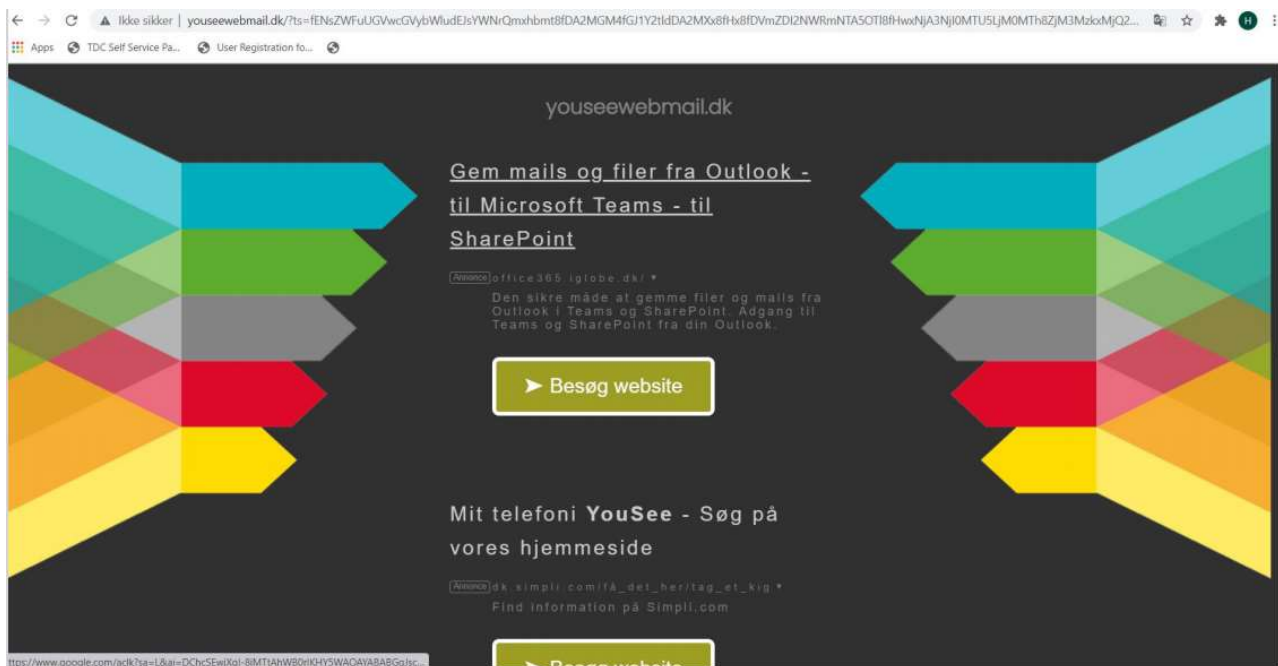 Ikke sikker | youseewebmail.dk/?ts=
Apps TDC Self Service Pa... User Registration fo...
youseewebmail.dk
Gem mails og filer fra Outlook -
til Microsoft Teams - til
SharePoint
Annonce office365.iglobe.dk/ ▾
Den sikre måde at gemme filer og mails fra
Outlook i Teams og SharePoint. Adgang til
Teams og SharePoint fra din Outlook.
➤ Besøg website
Mit telefoni YouSee - Søg på
vores hjemmeside
Annonce dk.simpli.com/få_det_her/tag_et_kig ▾
Find information på Simpli.com
➤ Besøg website